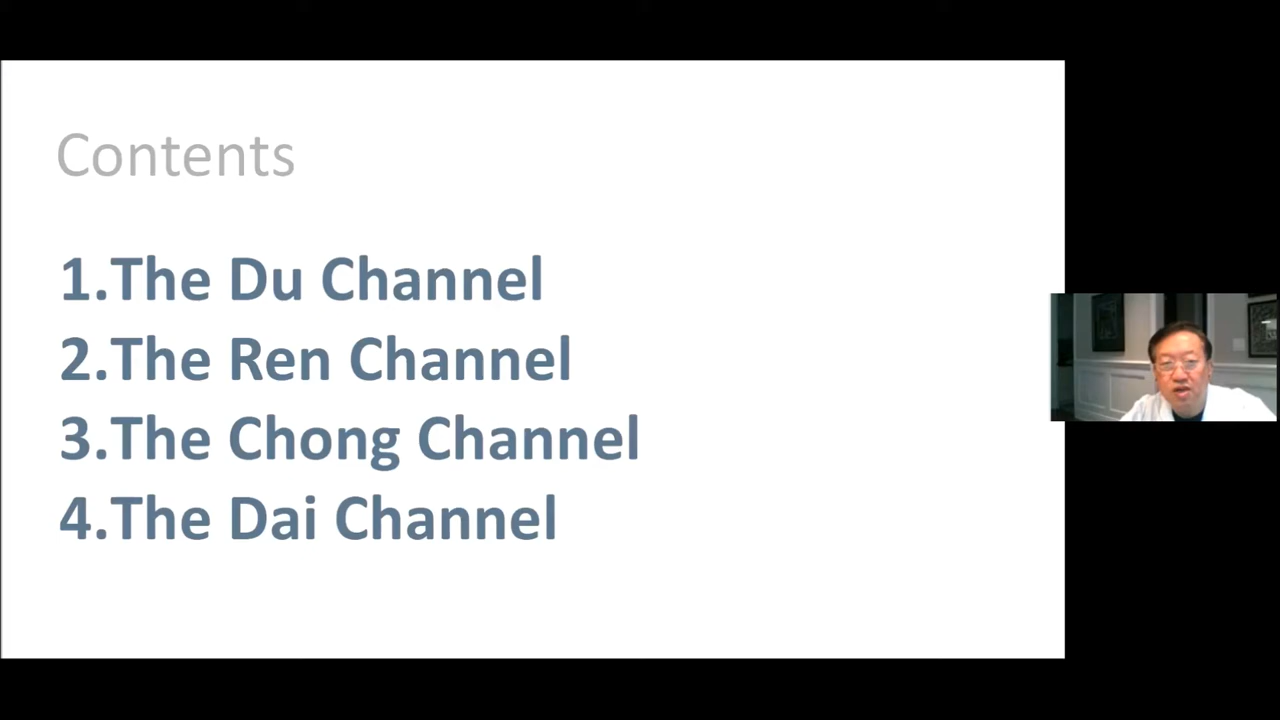 Contents
1.The Du Channel
2.The Ren Channel
3.The Chong Channel
4.The Dai Channel